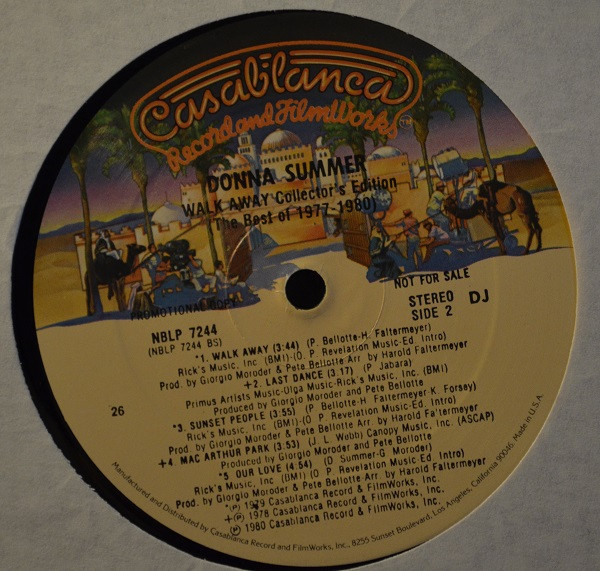 Casablanca
Record and FilmWorks™
DONNA SUMMER
WALK AWAY Collector's Edition
(The Best of 1977-1980)
PROMOTIONAL COPY
NOT FOR SALE
NBLP 7244
(NBLP 7244 BS)
STEREO DJ
SIDE 2
*1. WALK AWAY (3:44) (P. Bellotte-H. Faltermeyer)
Rick's Music, Inc (BMI)-(O. P. Revelation Music-Ed. Intro)
Prod. by Giorgio Moroder & Pete Bellotte-Arr. by Harold Faltermeyer
+2. LAST DANCE (3:17) (P. Jabara)
Primus Artists Music-Olga Music-Rick's Music, Inc. (BMI)
Produced by Giorgio Moroder and Pete Bellotte
*3. SUNSET PEOPLE (3:55) (P. Bellotte-H. Faltermeyer-K. Forsey)
Rick's Music, Inc. (BMI)-(O P. Revelation Music-Ed. Intro)
Prod. by Giorgio Moroder & Pete Bellotte Arr by Harold Faltermeyer
+4. MAC ARTHUR PARK (3:53) (J. L. Webb) Canopy Music, Inc. (ASCAP)
Produced by Giorgio Moroder and Pete Bellotte
*5 OUR LOVE (4:54) (D Summer-G. Moroder)
Rick's Music, Inc. (BMI)-(O P. Revelation Music Ed. Intro)
Prod. by Giorgio Moroder & Pete Bellotte Arr. by Harold Faltermeyer
*℗ 1979 Casablanca Record & FilmWorks, Inc.
+℗ 1978 Casablanca Record & FilmWorks, Inc.
℗ 1980 Casablanca Record & FilmWorks, Inc.
26
Manufactured and Distributed by Casablanca Record and FilmWorks, Inc., 8255 Sunset Boulevard, Los Angeles, California 90046, Made in U.S.A.